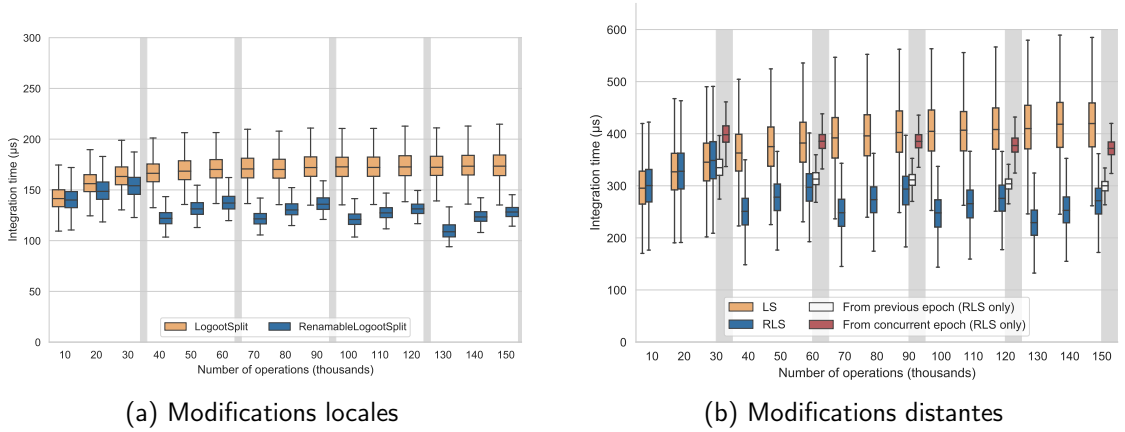 300
250
200
150
100
50
0
Integration time (µs)
LogootSplit
RenamableLogootSplit
10 20 30 40 50 60 70 80 90 100 110 120 130 140 150
Number of operations (thousands)
(a) Modifications locales
600
500
400
300
200
100
0
Integration time (µs)
LS
RLS
From previous epoch (RLS only)
From concurrent epoch (RLS only)
10 20 30 40 50 60 70 80 90 100 110 120 130 140 150
Number of operations (thousands)
(b) Modifications distantes